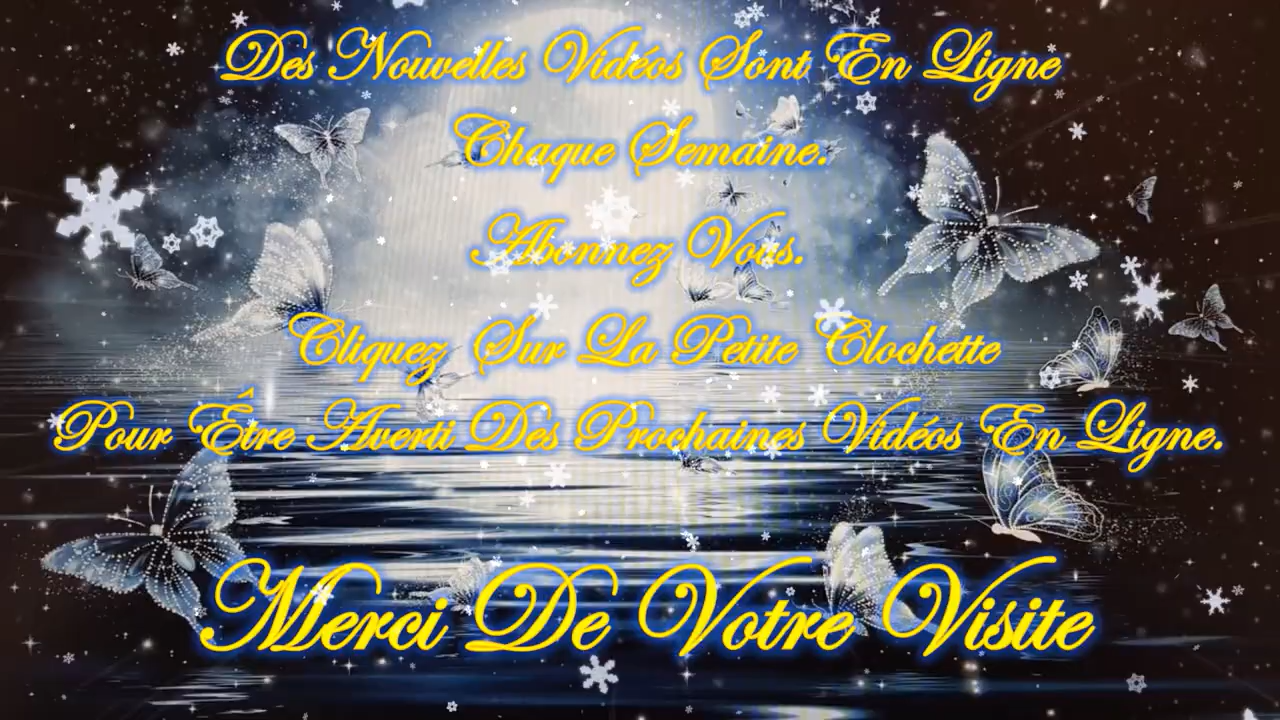 Des Nouvelles Vidéos Sont En Ligne
Chaque Semaine.
Abonnez Vous.
Cliquez Sur La Petite Clochette
Pour Être Averti Des Prochaines Vidéos En Ligne.
Merci De Votre Visite